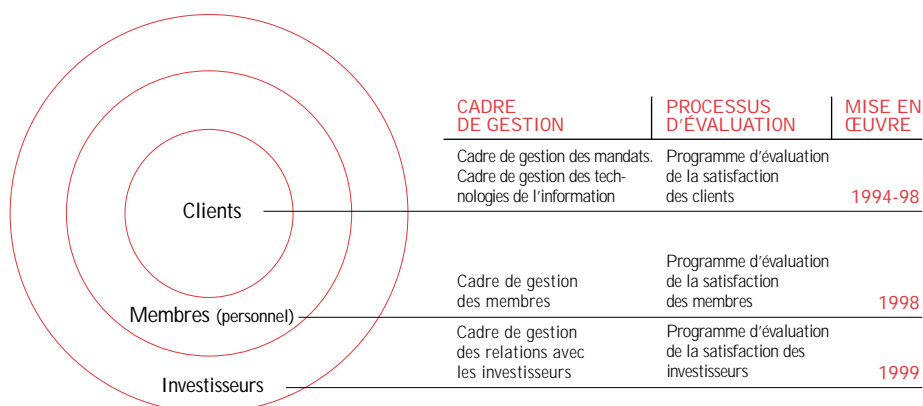 CADRE
DE GESTION
PROCESSUS
D'ÉVALUATION
MISE EN
ŒUVRE
Clients
Cadre de gestion des mandats.
Cadre de gestion des tech-
nologies de l'information
Programme d'évaluation
de la satisfaction
des clients
1994-98
Membres (personnel)
Cadre de gestion
des membres
Programme d'évaluation
de la satisfaction
des membres
1998
Investisseurs
Cadre de gestion
des relations avec
les investisseurs
Programme d'évaluation
de la satisfaction des
investisseurs
1999